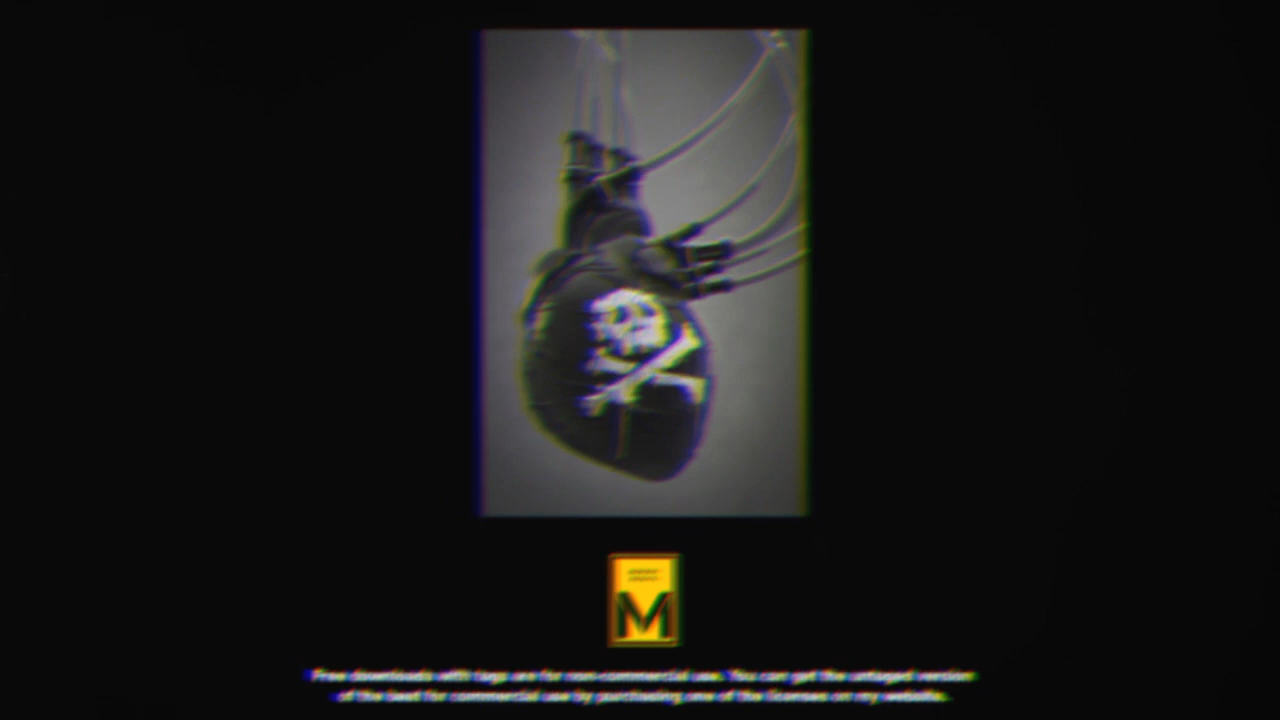 M
Free downloads with tags are for non-commercial use. You can get the untaged version
of the beat for commercial use by purchasing one of the licenses on my website.